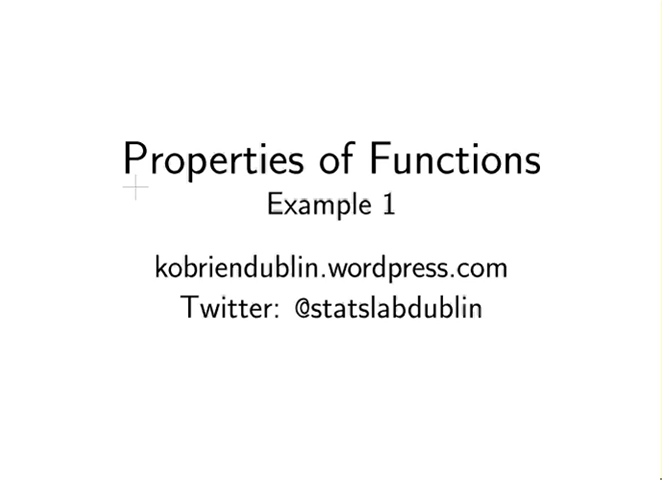 Properties of Functions
Example 1
kobriendublin.wordpress.com
Twitter: @statslabdublin